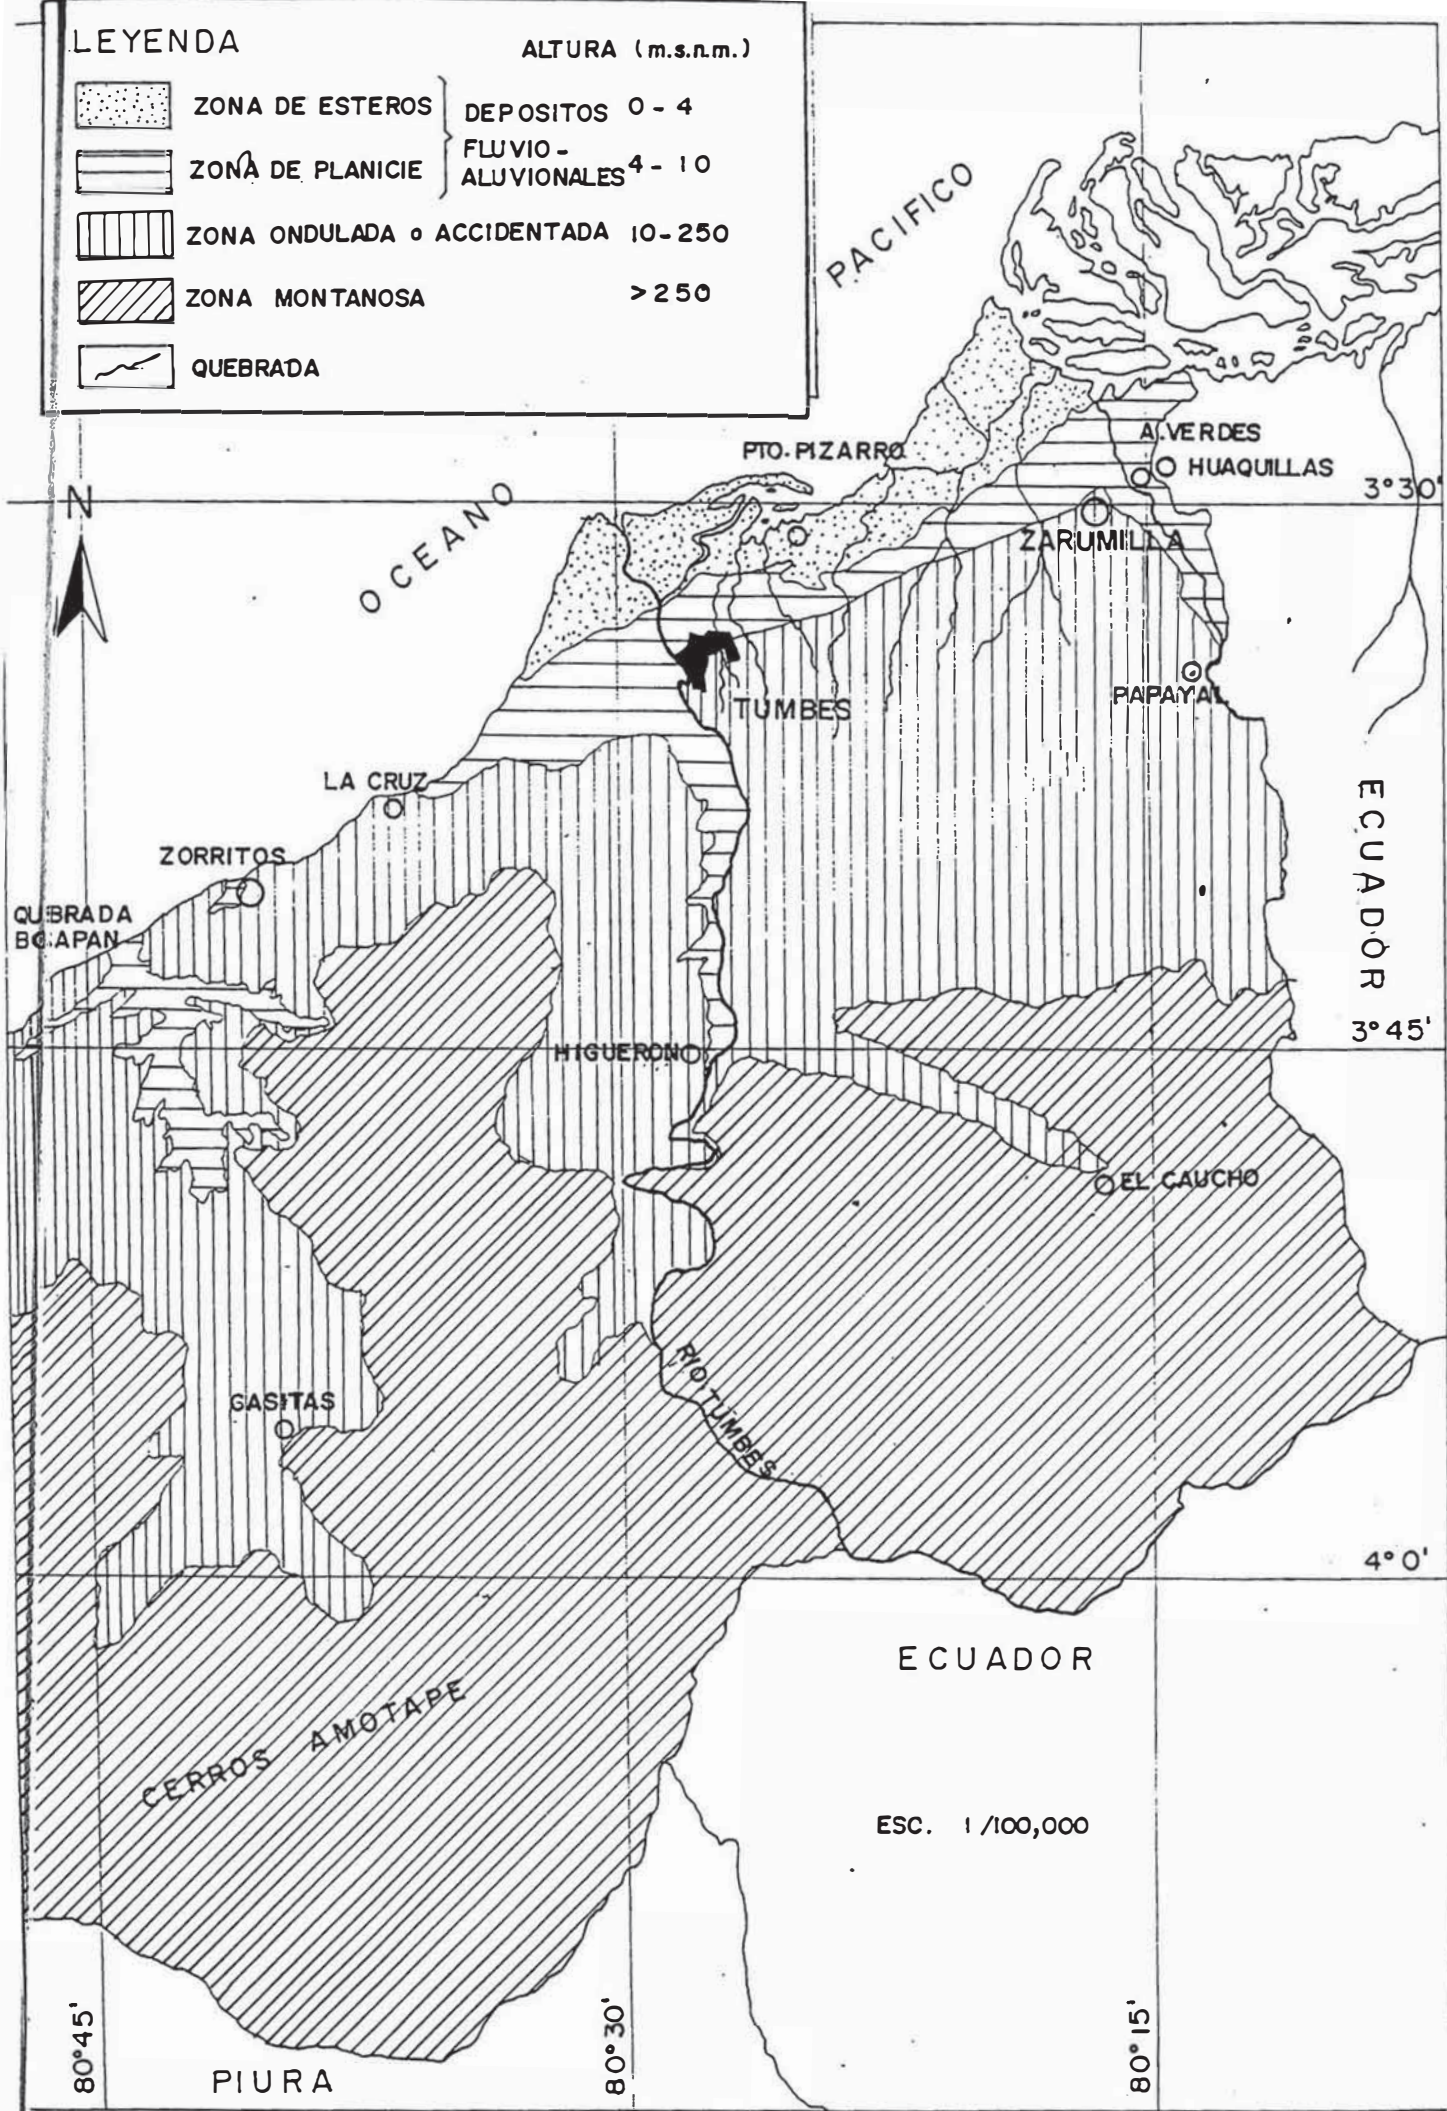 LEYENDA
ALTURA (m.s.n.m.)
ZONA DE ESTEROS
DEPOSITOS 0-4
FLUVIO-
ZONA DE PLANICIE
ALUVIONALES 4-10
ZONA ONDULADA o ACCIDENTADA 10-250
ZONA MONTANOSA >250
QUEBRADA
PACIFICO
OCEANO
N
PTO. PIZARRO
A. VERDES
HUAQUILLAS
3°30'
ZARUMILLA
PAPAYAL
TUMBES
LA CRUZ
ZORRITOS
QUEBRADA
BOCAPAN
ECUADOR
3°45'
HIGUERON
EL CAUCHO
RIO TUMBES
GASITAS
4°0'
ECUADOR
CERROS AMOTAPE
ESC. 1/100,000
80°45'
80°30'
80°15'
PIURA